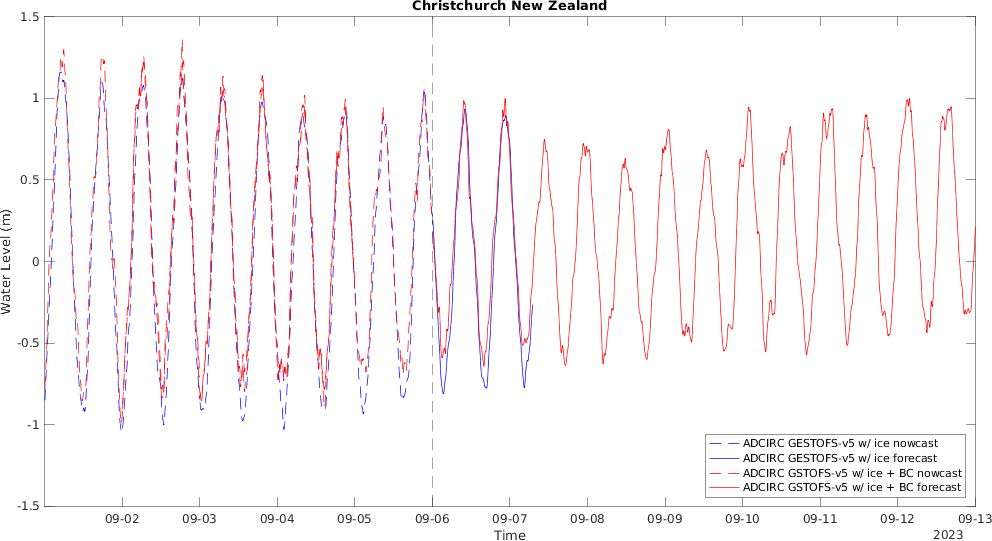 Christchurch New Zealand
1.5
1
0.5
0
-0.5
-1
-1.5
Water Level (m)
ADCIRC GESTOFS-v5 w/ ice nowcast
ADCIRC GESTOFS-v5 w/ ice forecast
ADCIRC GSTOFS-v5 w/ ice + BC nowcast
ADCIRC GSTOFS-v5 w/ ice + BC forecast
09-02 09-03 09-04 09-05 09-06 09-07 09-08 09-09 09-10 09-11 09-12 09-13
Time
2023